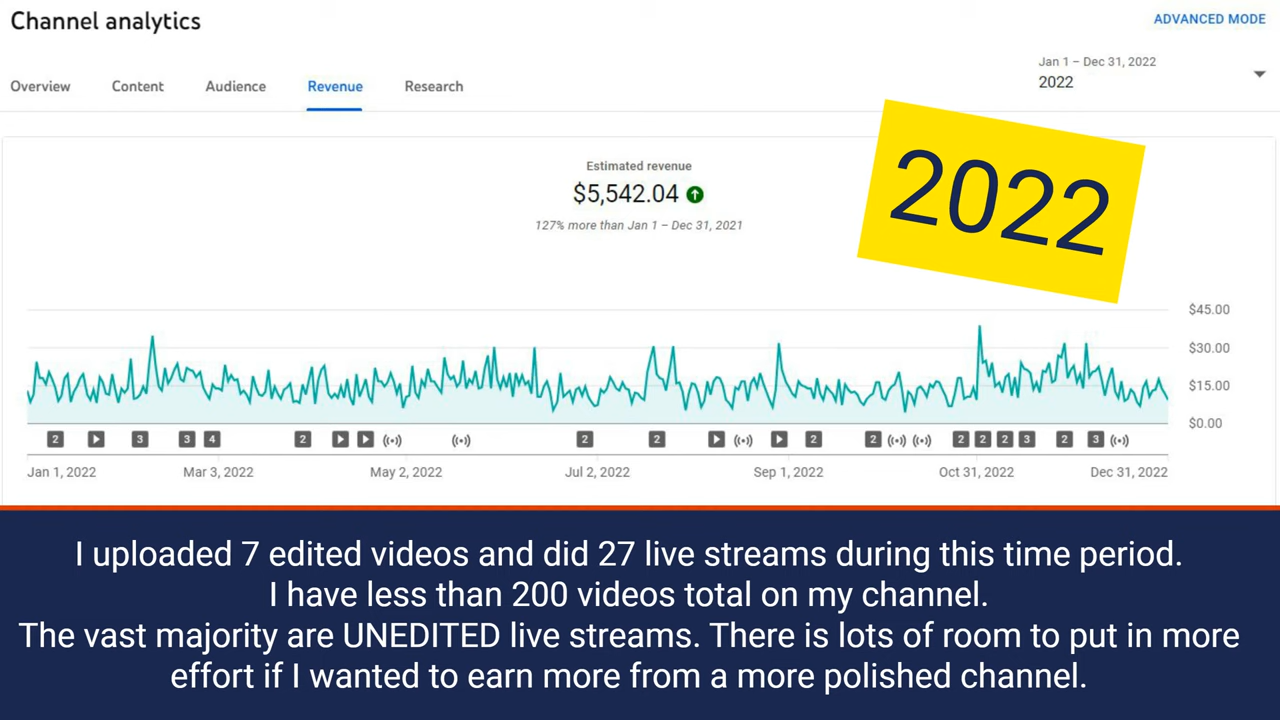 Channel analytics
ADVANCED MODE
Jan 1 – Dec 31, 2022
2022
Overview
Content
Audience
Revenue
Research
2022
Estimated revenue
$5,542.04
127% more than Jan 1 – Dec 31, 2021
$45.00
$30.00
$15.00
$0.00
2 3 3 4 2 2 2 2 2 2 2 2 3 2 3
Jan 1, 2022
Mar 3, 2022
May 2, 2022
Jul 2, 2022
Sep 1, 2022
Oct 31, 2022
Dec 31, 2022
I uploaded 7 edited videos and did 27 live streams during this time period.
I have less than 200 videos total on my channel.
The vast majority are UNEDITED live streams. There is lots of room to put in more
effort if I wanted to earn more from a more polished channel.